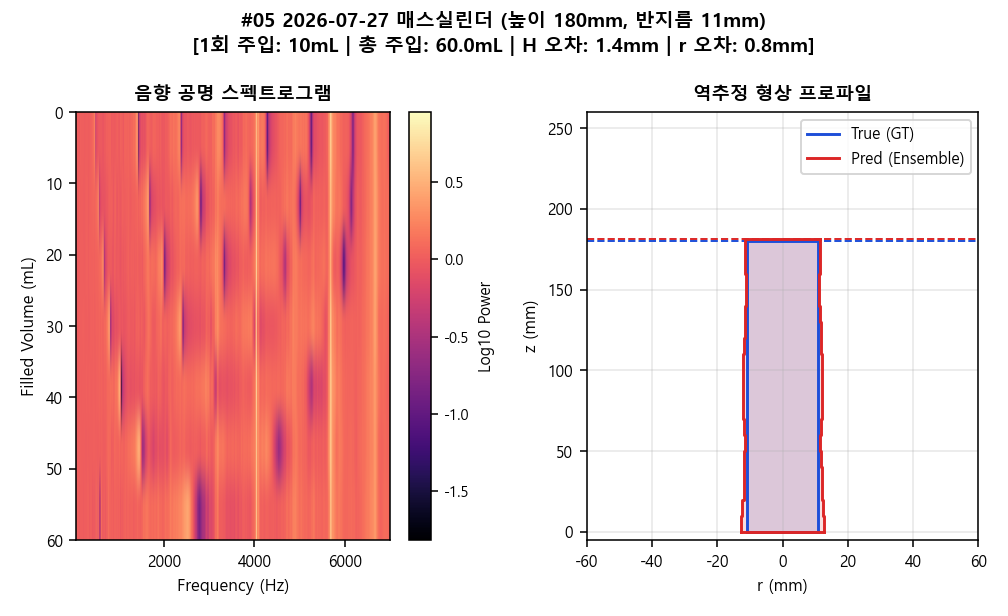 #05 2026-07-27 매스실린더 (높이 180mm, 반지름 11mm)
[1회 주입: 10mL | 총 주입: 60.0mL | H 오차: 1.4mm | r 오차: 0.8mm]
음향 공명 스펙트로그램
0
10
20
30
40
50
60
Filled Volume (mL)
2000
4000
6000
Frequency (Hz)
0.5
0.0
-0.5
-1.0
-1.5
Log10 Power
역추정 형상 프로파일
True (GT)
Pred (Ensemble)
250
200
150
100
50
0
z (mm)
-60
-40
-20
0
20
40
60
r (mm)